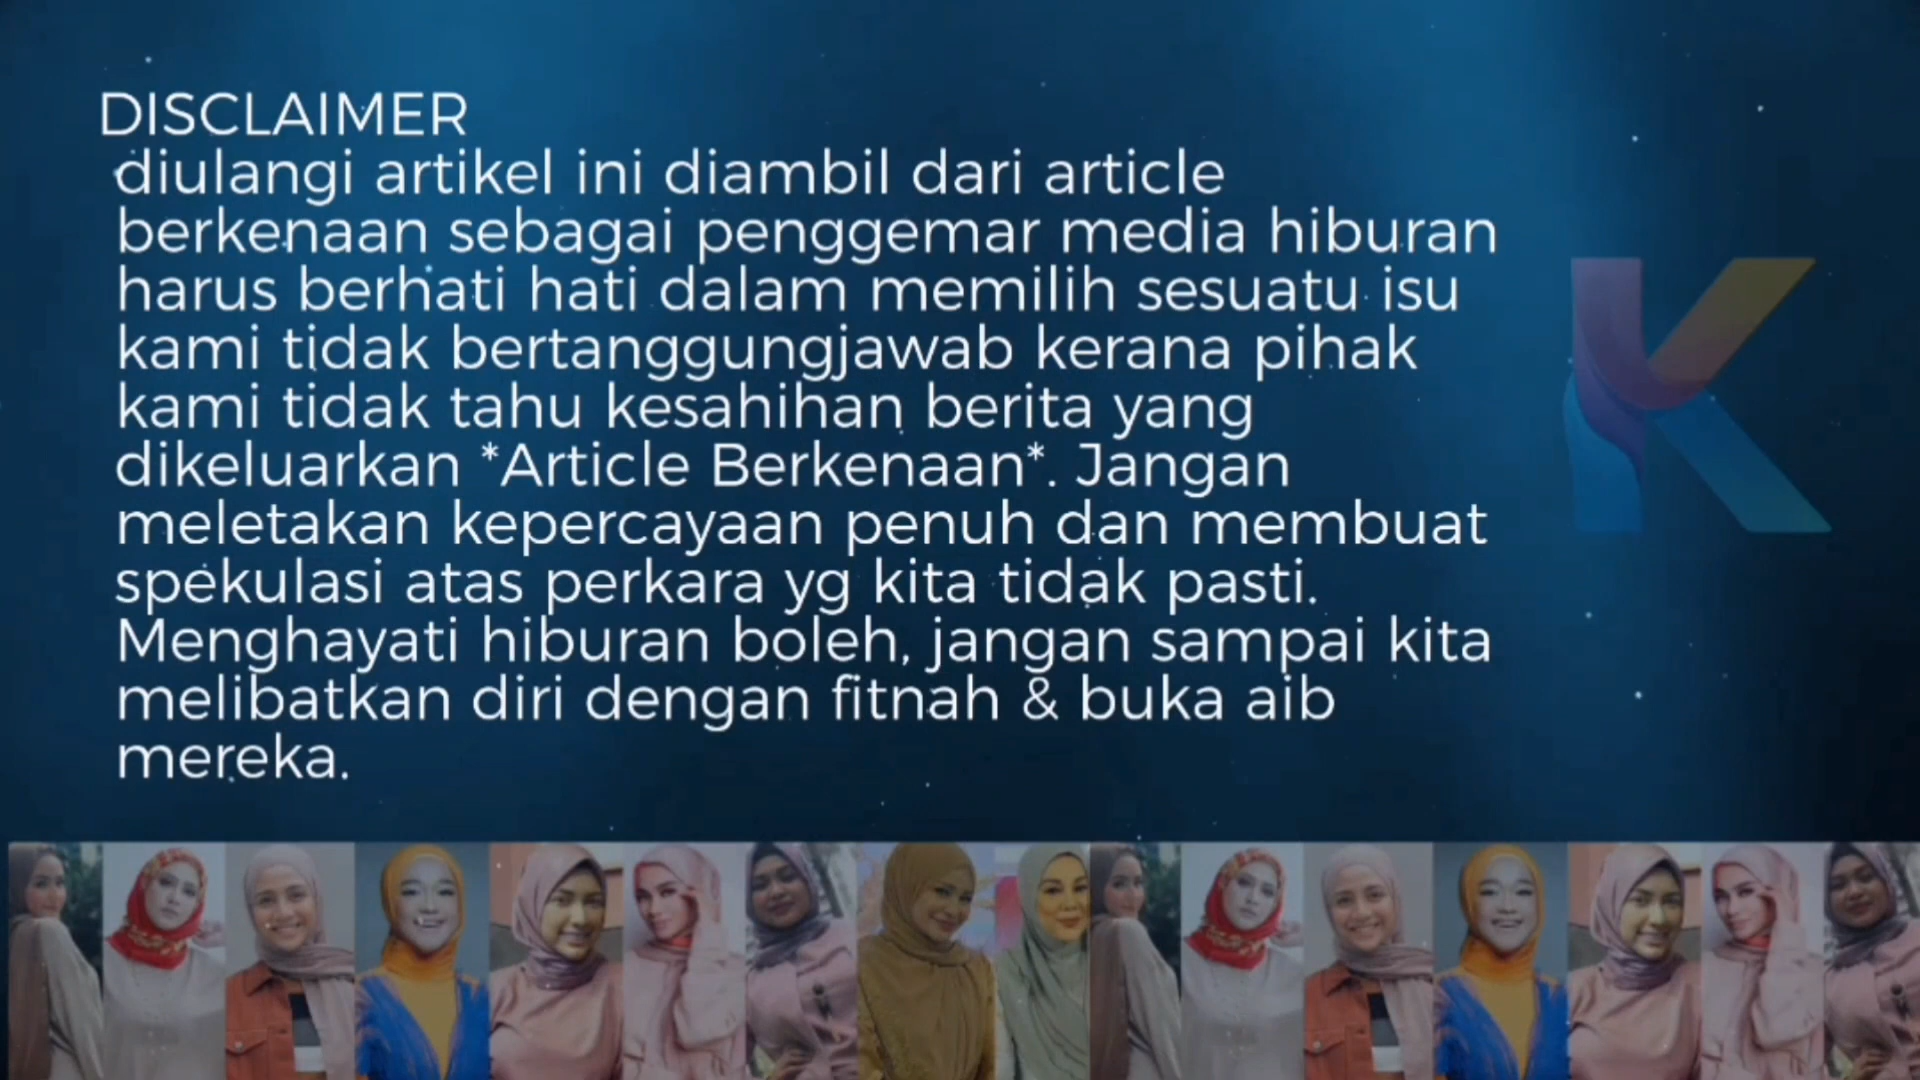 DISCLAIMER
diulangi artikel ini diambil dari article
berkenaan sebagai penggemar media hiburan
harus berhati hati dalam memilih sesuatu isu
kami tidak bertanggungjawab kerana pihak
kami tidak tahu kesahihan berita yang
dikeluarkan *Article Berkenaan*. Jangan
meletakan kepercayaan penuh dan membuat
spekulasi atas perkara yg kita tidak pasti.
Menghayati hiburan boleh, jangan sampai kita
melibatkan diri dengan fitnah & buka aib
mereka.
K